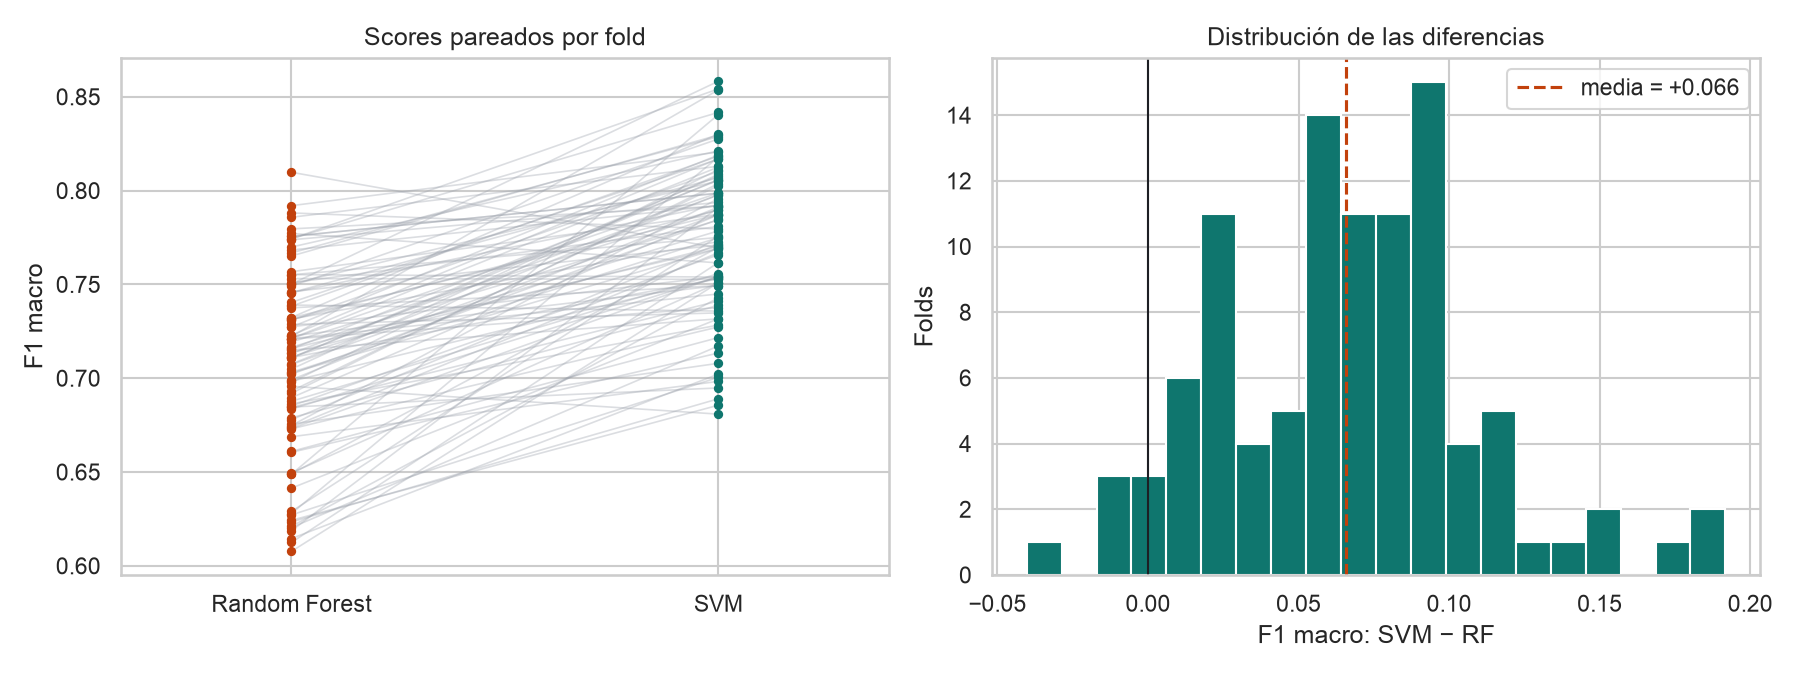 Scores pareados por fold
F1 macro
0.85
0.80
0.75
0.70
0.65
0.60
Random Forest
SVM
Distribución de las diferencias
media = +0.066
Folds
14
12
10
8
6
4
2
0
−0.05
0.00
0.05
0.10
0.15
0.20
F1 macro: SVM − RF